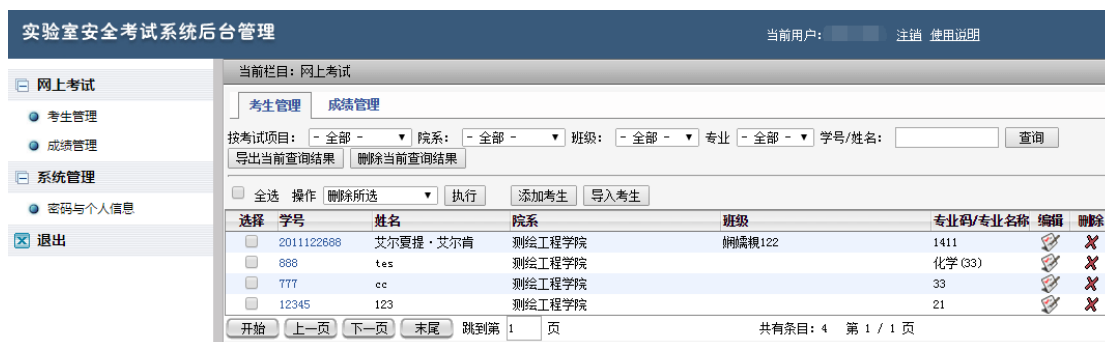 实验室安全考试系统后台管理
当前用户: 注销 使用说明
网上考试
考生管理
成绩管理
系统管理
密码与个人信息
退出
当前栏目: 网上考试
考生管理 成绩管理
按考试项目: - 全部 - 院系: - 全部 - 班级: - 全部 - 专业 - 全部 - 学号/姓名: 查询
导出当前查询结果 删除当前查询结果
全选 操作 删除所选 执行 添加考生 导入考生
选择 学号 姓名 院系 班级 专业码/专业名称 编辑 删除
2011122688 艾尔夏提·艾尔肯 测绘工程学院 122 1411
888 tes 测绘工程学院 化学(33)
777 cc 测绘工程学院 33
12345 123 测绘工程学院 21
开始 上一页 下一页 末尾 跳到第 1 页 共有条目: 4 第 1 / 1 页